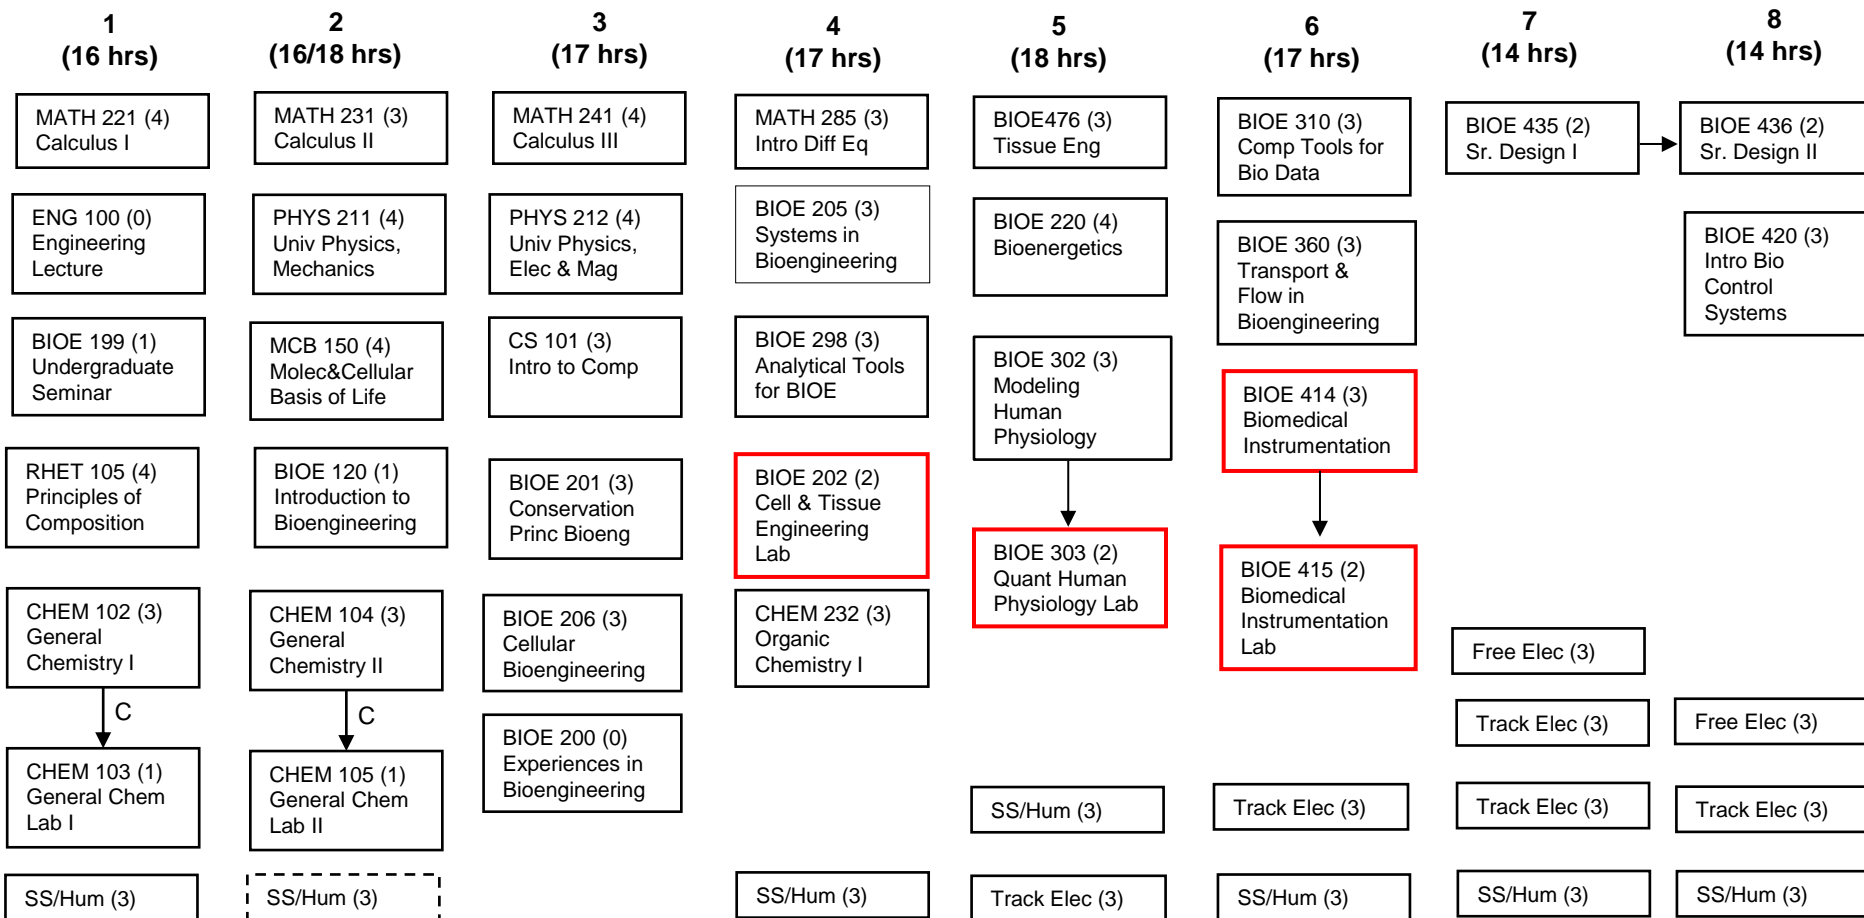 1
(16 hrs)
MATH 221 (4)
Calculus I
ENG 100 (0)
Engineering
Lecture
BIOE 199 (1)
Undergraduate
Seminar
RHET 105 (4)
Principles of
Composition
CHEM 102 (3)
General
Chemistry I
C
CHEM 103 (1)
General Chem
Lab I
SS/Hum (3)
2
(16/18 hrs)
MATH 231 (3)
Calculus II
PHYS 211 (4)
Univ Physics,
Mechanics
MCB 150 (4)
Molec&Cellular
Basis of Life
BIOE 120 (1)
Introduction to
Bioengineering
CHEM 104 (3)
General
Chemistry II
C
CHEM 105 (1)
General Chem
Lab II
SS/Hum (3)
3
(17 hrs)
MATH 241 (4)
Calculus III
PHYS 212 (4)
Univ Physics,
Elec & Mag
CS 101 (3)
Intro to Comp
BIOE 201 (3)
Conservation
Princ Bioeng
BIOE 206 (3)
Cellular
Bioengineering
BIOE 200 (0)
Experiences in
Bioengineering
4
(17 hrs)
MATH 285 (3)
Intro Diff Eq
BIOE 205 (3)
Systems in
Bioengineering
BIOE 298 (3)
Analytical Tools
for BIOE
BIOE 202 (2)
Cell & Tissue
Engineering
Lab
CHEM 232 (3)
Organic
Chemistry I
SS/Hum (3)
5
(18 hrs)
BIOE476 (3)
Tissue Eng
BIOE 220 (4)
Bioenergetics
BIOE 302 (3)
Modeling
Human
Physiology
BIOE 303 (2)
Quant Human
Physiology Lab
SS/Hum (3)
Track Elec (3)
6
(17 hrs)
BIOE 310 (3)
Comp Tools for
Bio Data
BIOE 360 (3)
Transport &
Flow in
Bioengineering
BIOE 414 (3)
Biomedical
Instrumentation
BIOE 415 (2)
Biomedical
Instrumentation
Lab
Track Elec (3)
SS/Hum (3)
7
(14 hrs)
BIOE 435 (2)
Sr. Design I
Free Elec (3)
Track Elec (3)
Track Elec (3)
SS/Hum (3)
8
(14 hrs)
BIOE 436 (2)
Sr. Design II
BIOE 420 (3)
Intro Bio
Control
Systems
Free Elec (3)
Track Elec (3)
SS/Hum (3)